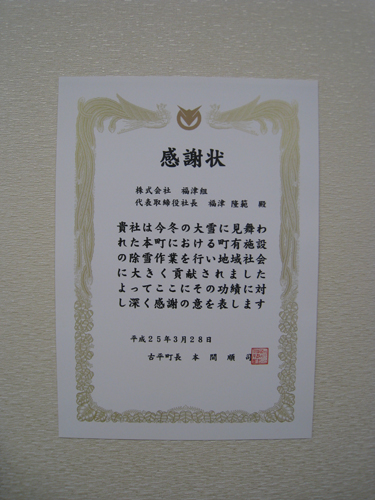 感謝状
株式会社 福津組
代表取締役社長 福津 隆範 殿
貴社は今冬の大雪に見舞わ
れた本町における町有施設
の除雪作業を行い地域社会
に大きく貢献されました
よってここにその功績に対
し深く感謝の意を表します
平成25年3月28日
古平町長 本間 順司